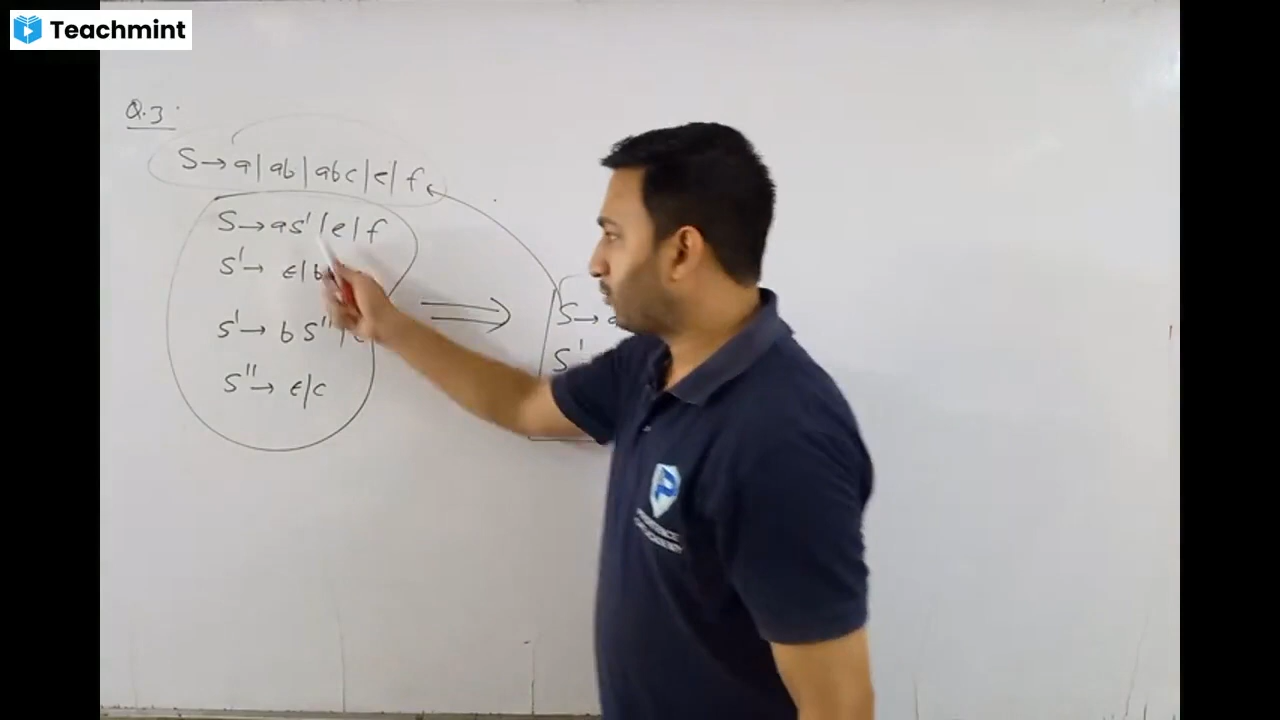 Teachmint
Q.3
S→a|ab|abc|e|f
S→as'|e|f
S'→ ϵ|b
S'→ bS''|ϵ
S''→ ϵ|c
S→
S'